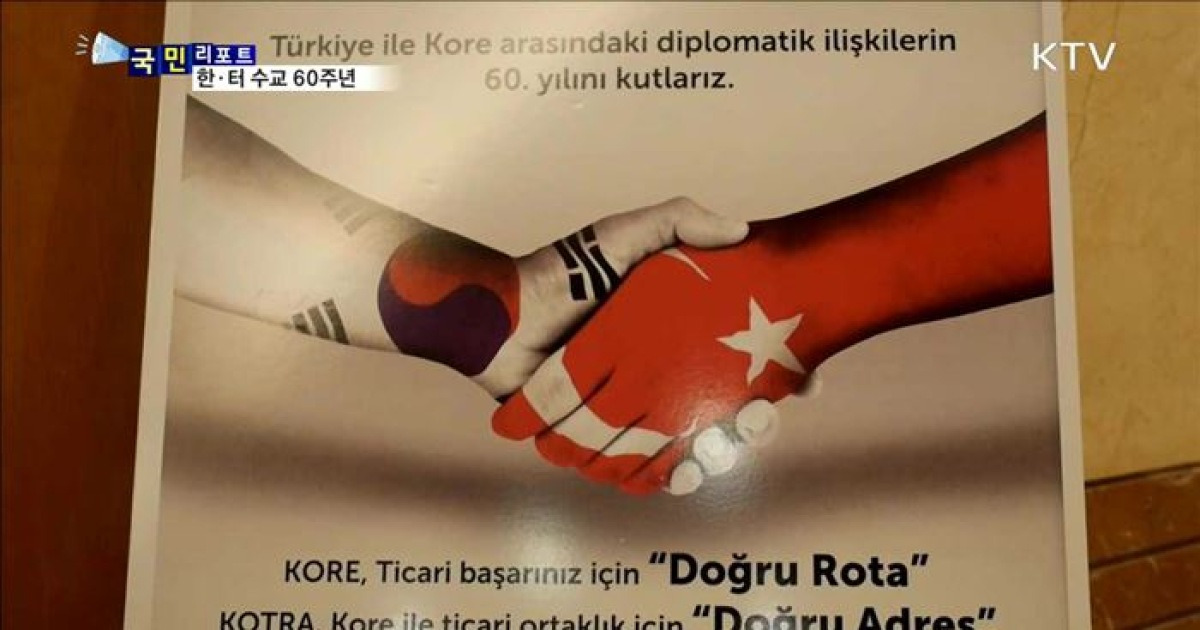 국민 리포트
한·터 수교 60주년
KTV
Türkiye ile Kore arasındaki diplomatik ilişkilerin
60. yılını kutlarız.
KORE, Ticari başarınız için “Doğru Rota”
KOTRA, Kore ile ticari ortaklık için “Doğru Adres”